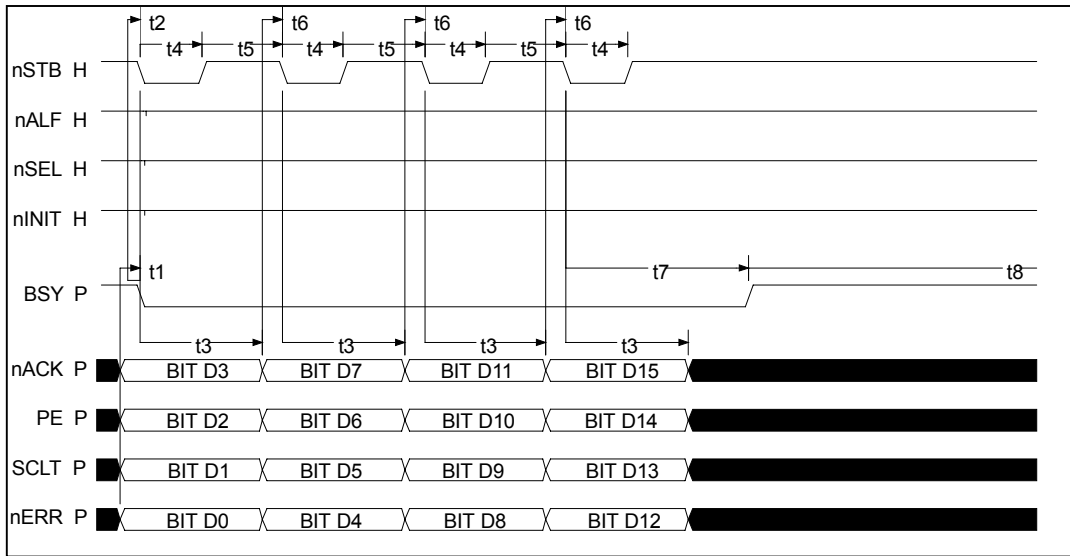 t2 t6 t6 t6
t4 t5 t4 t5 t4 t5 t4
nSTB H
nALF H
nSEL H
nINIT H
t1 t7 t8
BSY P
t3 t3 t3 t3
nACK P BIT D3 BIT D7 BIT D11 BIT D15
PE P BIT D2 BIT D6 BIT D10 BIT D14
SCLT P BIT D1 BIT D5 BIT D9 BIT D13
nERR P BIT D0 BIT D4 BIT D8 BIT D12